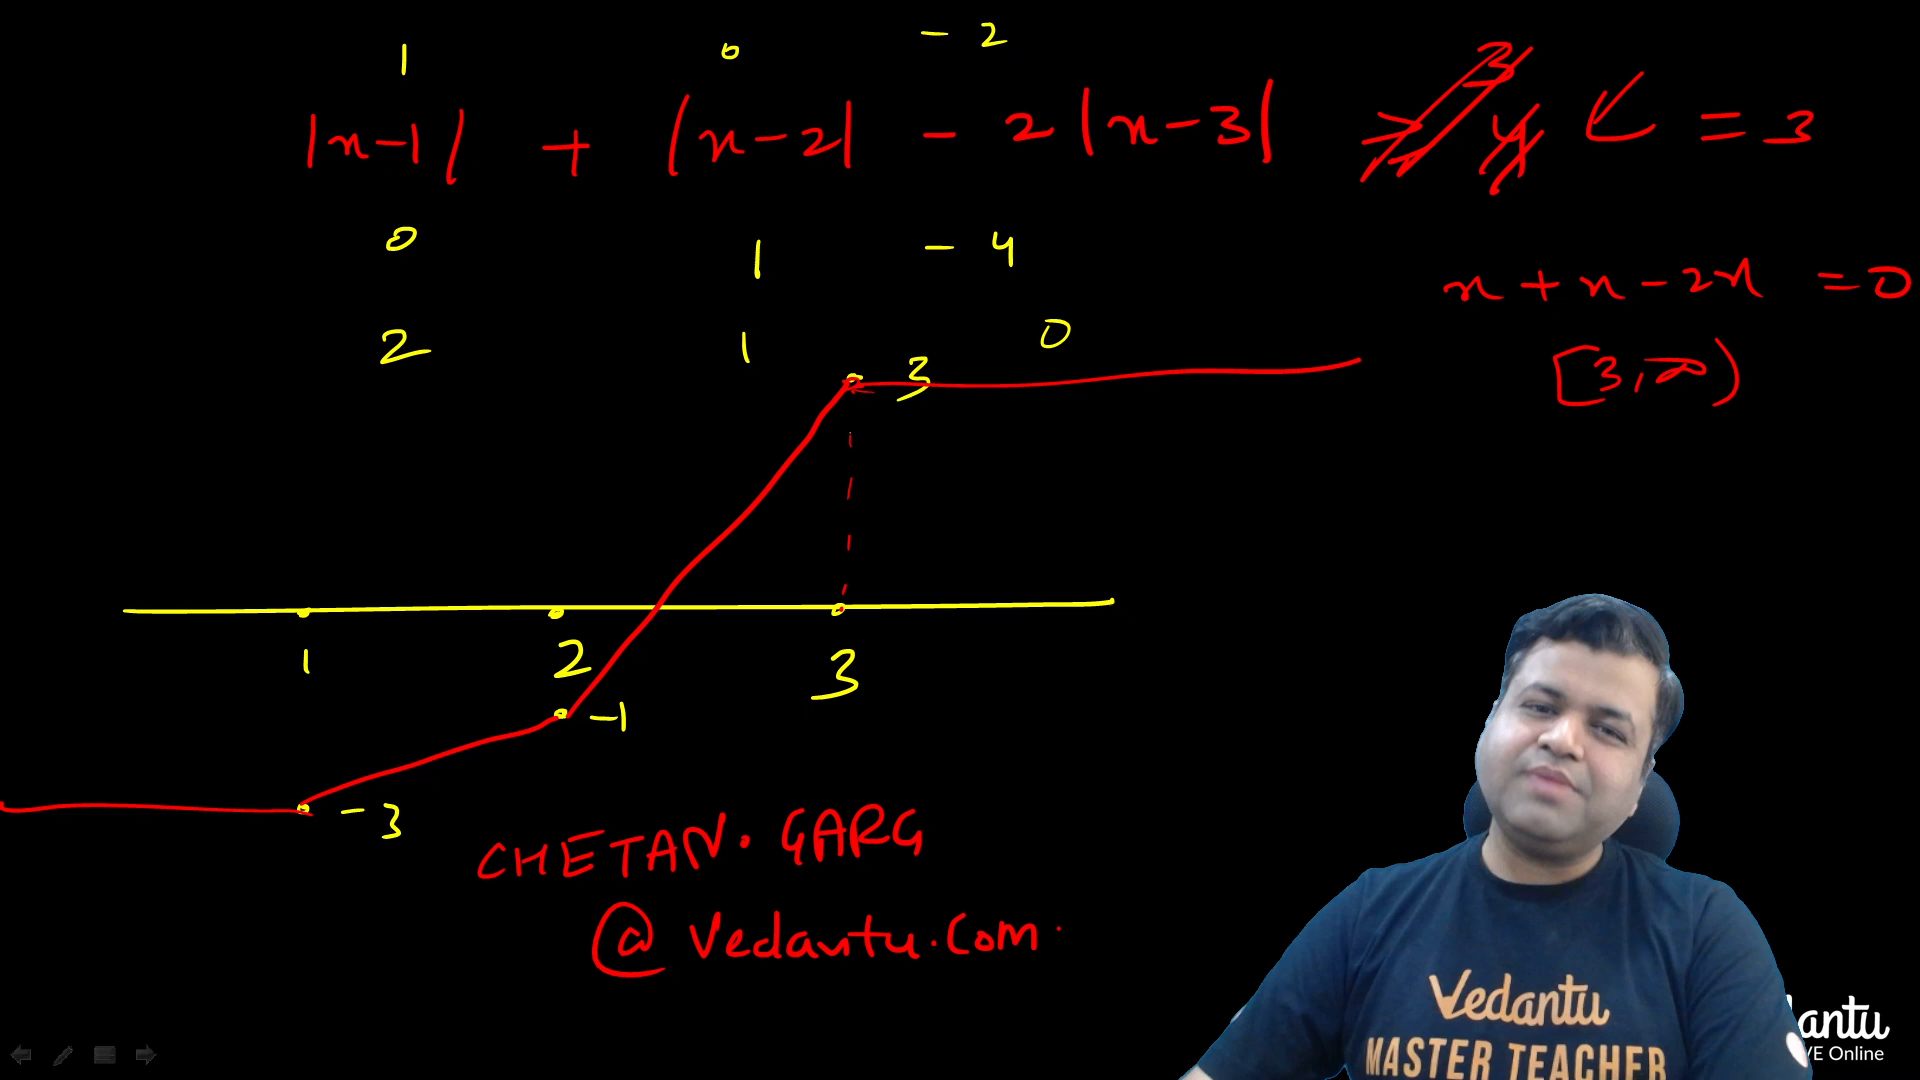 1 0 - 2
|x-1| + |x-2| - 2|x-3| = 3
0 1 - 4
x + x - 2x = 0
2 1 0
3
[3, ∞)
1 2 3
-1
-3
CHETAN. GARG
@ Vedantu.Com.
Vedantu
MASTER TEACHER
antu
VE Online